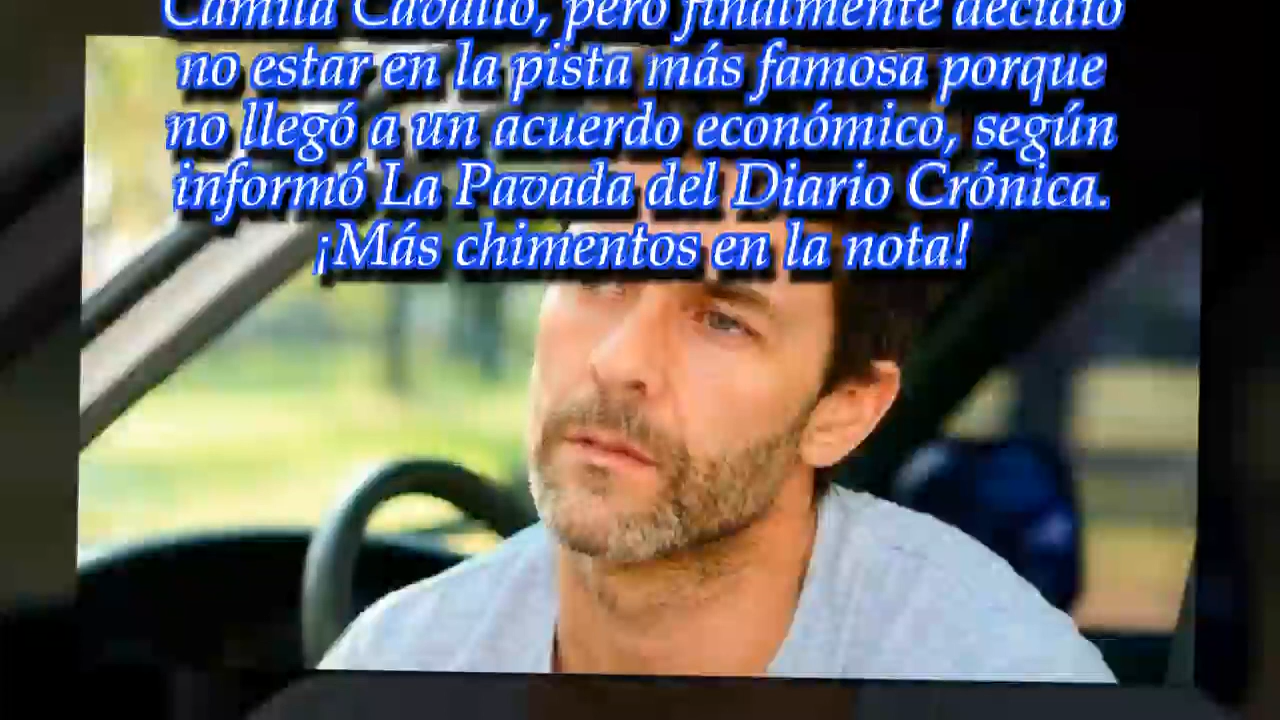 Camila Cavallo, pero finalmente decidió
no estar en la pista más famosa porque
no llegó a un acuerdo económico, según
informó La Pavada del Diario Crónica.
¡Más chimentos en la nota!